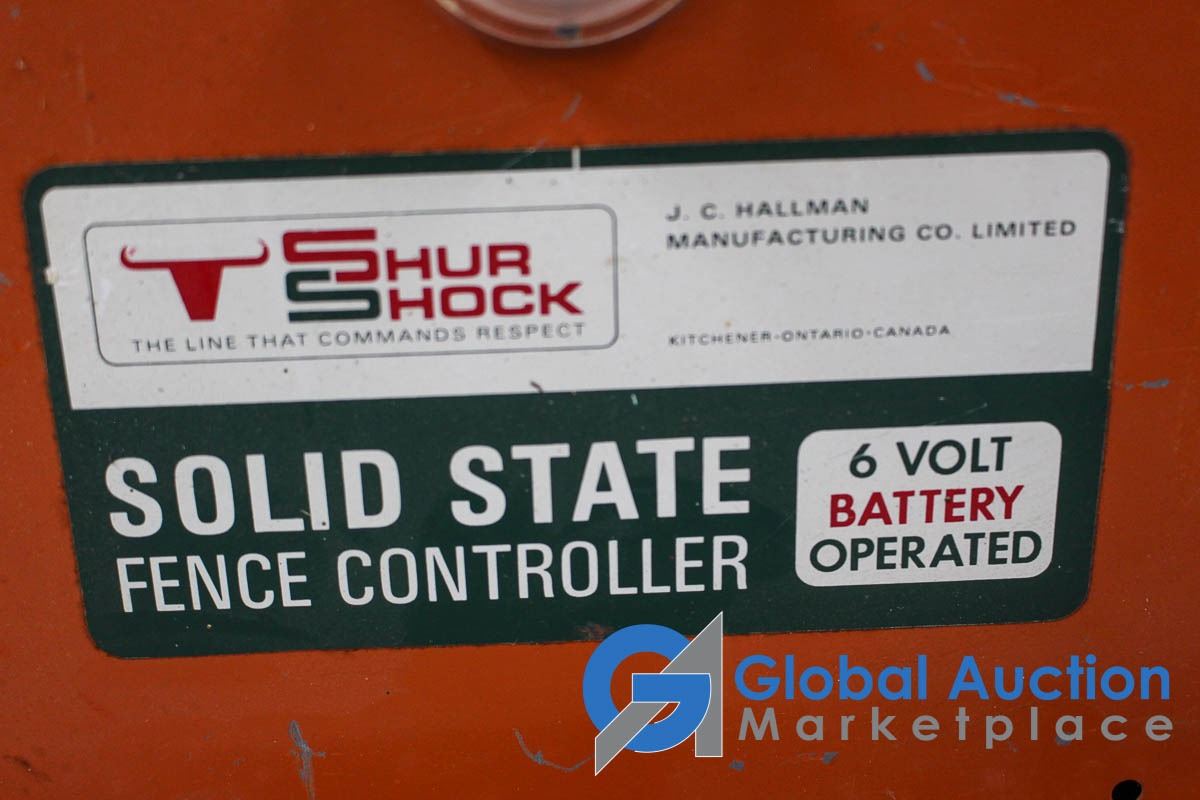 SHUR
SHOCK
THE LINE THAT COMMANDS RESPECT
J. C. HALLMAN
MANUFACTURING CO. LIMITED
KITCHENER-ONTARIO-CANADA
SOLID STATE
FENCE CONTROLLER
6 VOLT
BATTERY
OPERATED
Global Auction
Marketplace